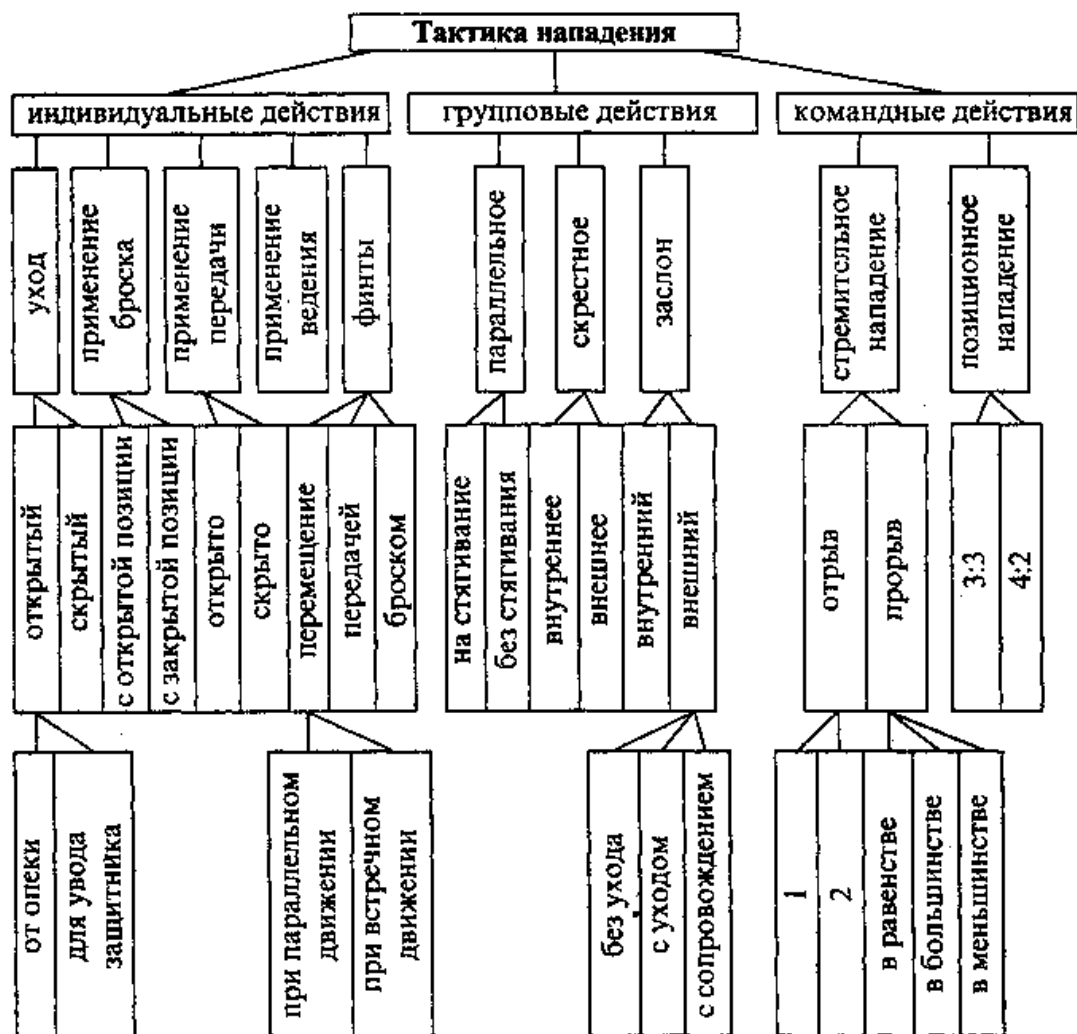 Тактика нападения
индивидуальные действия
групповые действия
командные действия
уход
применение
броска
применение
передачи
применение
ведения
финты
параллельное
скрестное
заслон
стремительное
нападение
позиционное
нападение
открытый
скрытый
с открытой позиции
с закрытой позиции
открыто
скрыто
перемещение
передачей
броском
на стягивание
без стягивания
внутреннее
внешнее
внутренний
внешний
отрыв
прорыв
3:3
4:2
от опеки
для увода
защитника
при параллельном
движении
при встречном
движении
без ухода
с уходом
с сопровождением
1
2
в равенстве
в большинстве
в меньшинстве